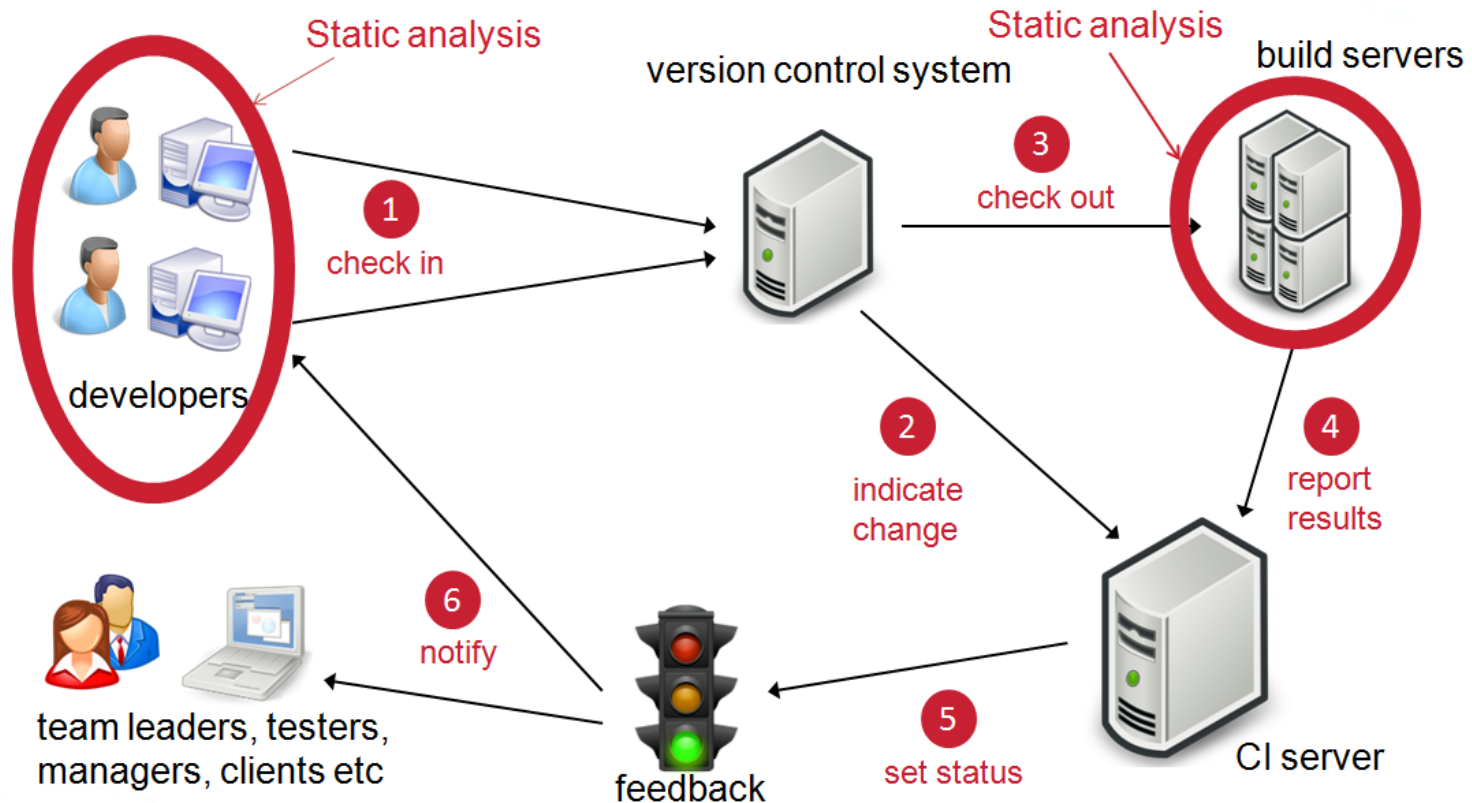 Static analysis
Static analysis
build servers
version control system
3
check out
1
check in
developers
2
indicate
change
4
report
results
6
notify
team leaders, testers,
managers, clients etc
feedback
5
set status
CI server